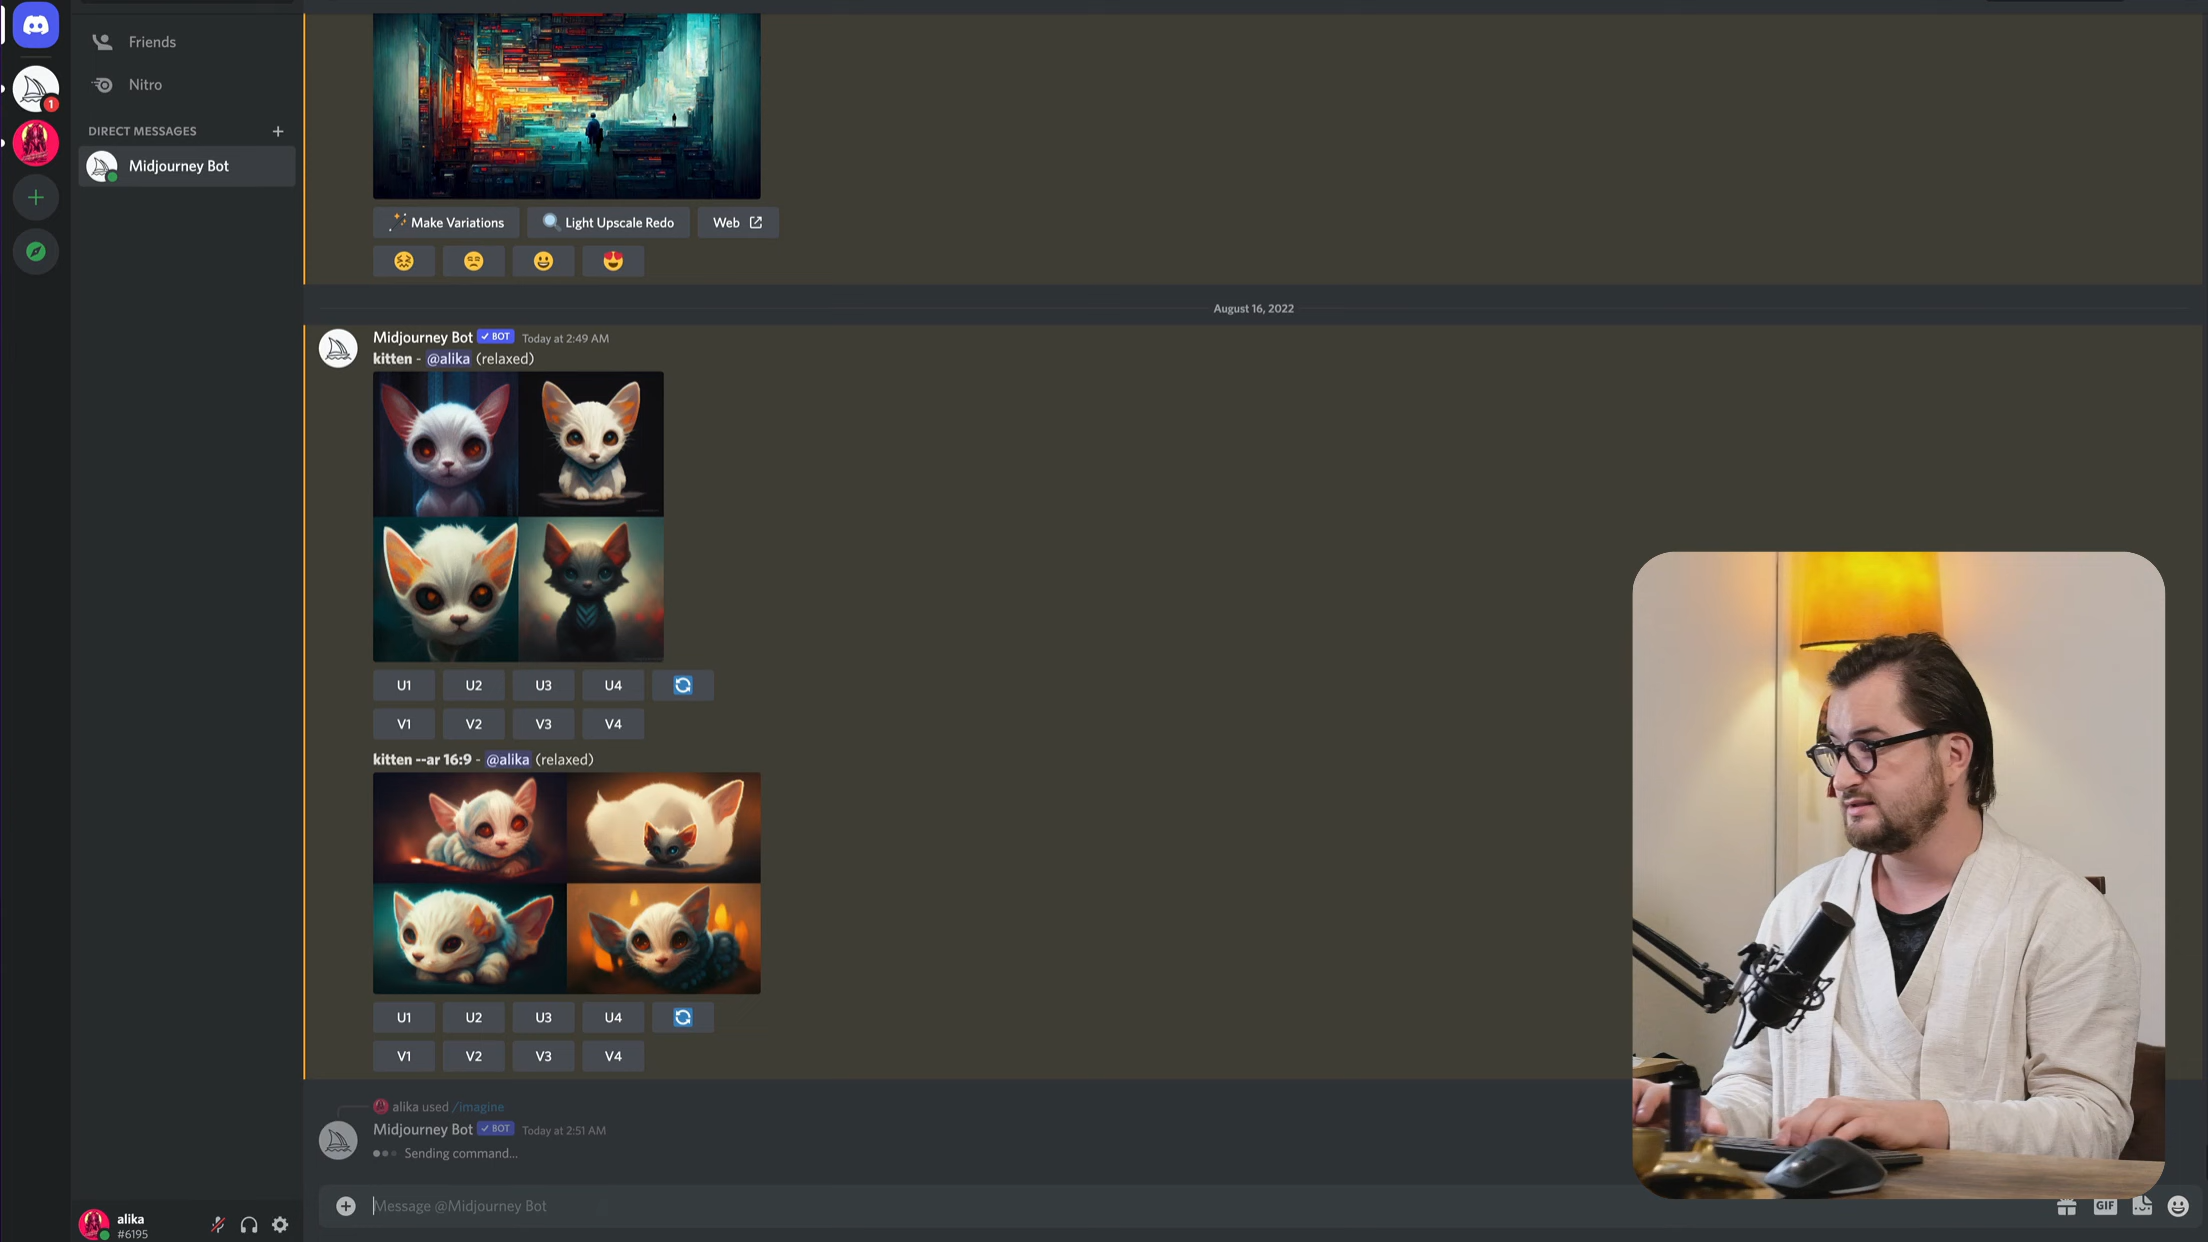 Friends
Nitro
1
DIRECT MESSAGES
Midjourney Bot
Make Variations
Light Upscale Redo
Web
August 16, 2022
Midjourney Bot BOT Today at 2:49 AM
kitten - @alika (relaxed)
U1 U2 U3 U4
V1 V2 V3 V4
kitten --ar 16:9 - @alika (relaxed)
U1 U2 U3 U4
V1 V2 V3 V4
alika used /imagine
Midjourney Bot BOT Today at 2:51 AM
Sending command...
Message @Midjourney Bot
GIF
alika
#6195